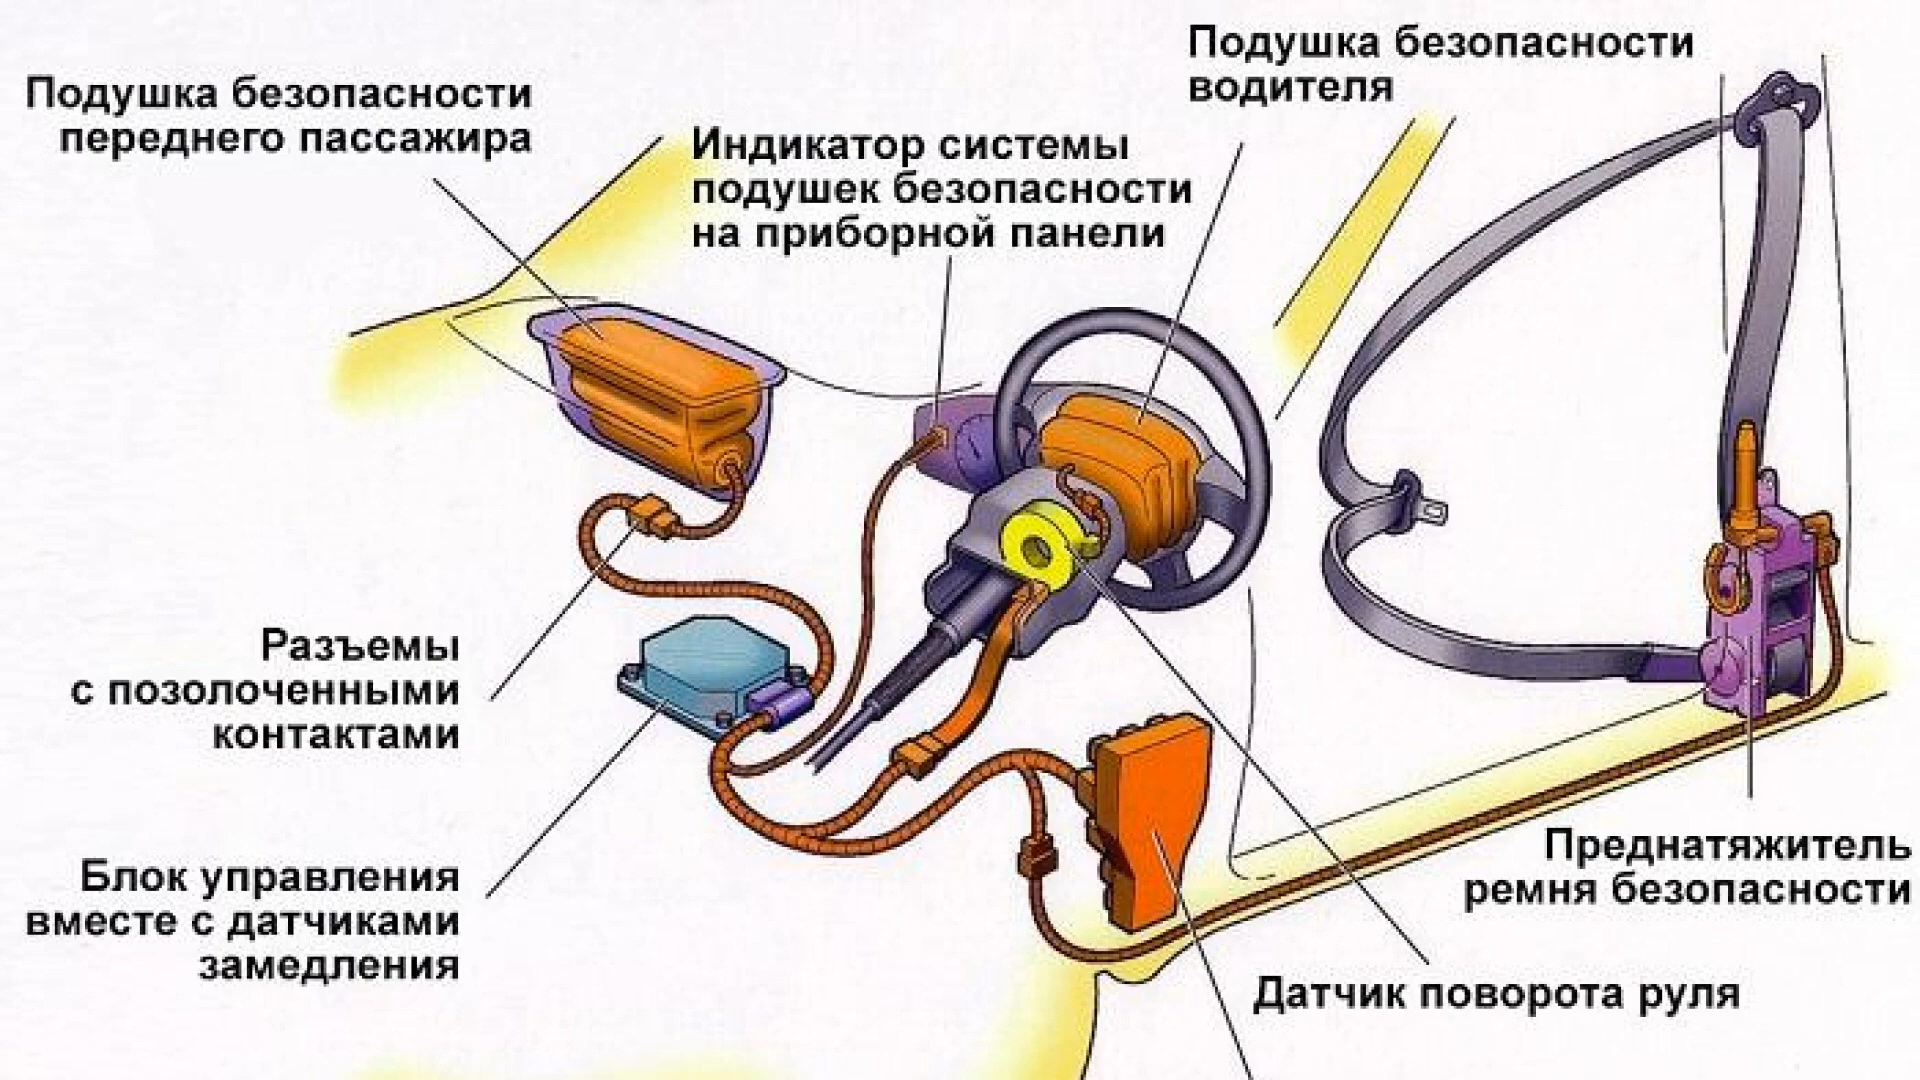 Подушка безопасности
водителя
Подушка безопасности
переднего пассажира
Индикатор системы
подушек безопасности
на приборной панели
Разъемы
с позолоченными
контактами
Блок управления
вместе с датчиками
замедления
Преднатяжитель
ремня безопасности
Датчик поворота руля